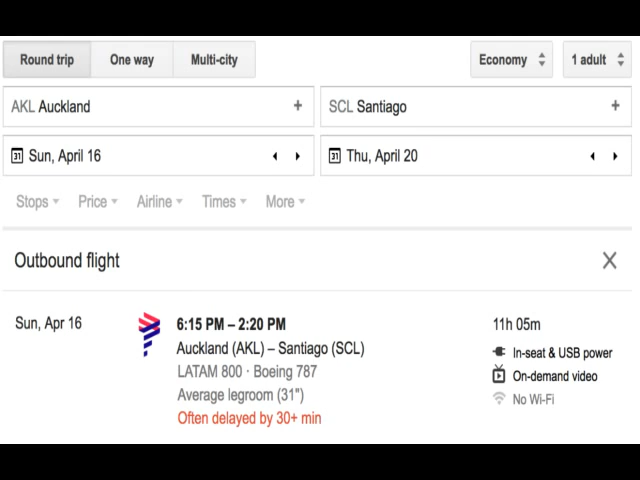 Round trip One way Multi-city Economy 1 adult
AKL Auckland + SCL Santiago +
31 Sun, April 16 31 Thu, April 20
Stops Price Airline Times More
Outbound flight X
Sun, Apr 16 6:15 PM – 2:20 PM 11h 05m
Auckland (AKL) – Santiago (SCL) In-seat & USB power
LATAM 800 · Boeing 787 On-demand video
Average legroom (31") No Wi-Fi
Often delayed by 30+ min